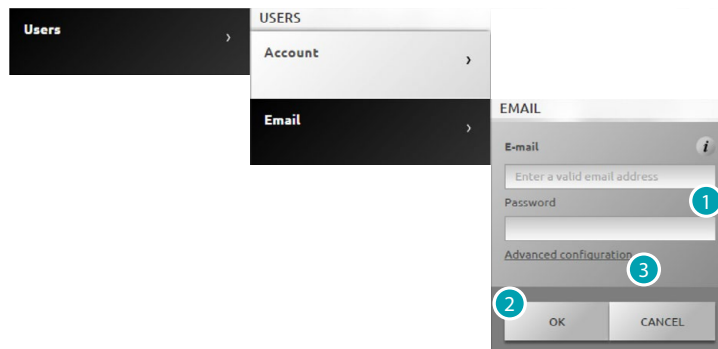 Users
USERS
Account
Email
EMAIL
E-mail
i
Enter a valid email address
1
Password
Advanced configuration
3
2
OK
CANCEL